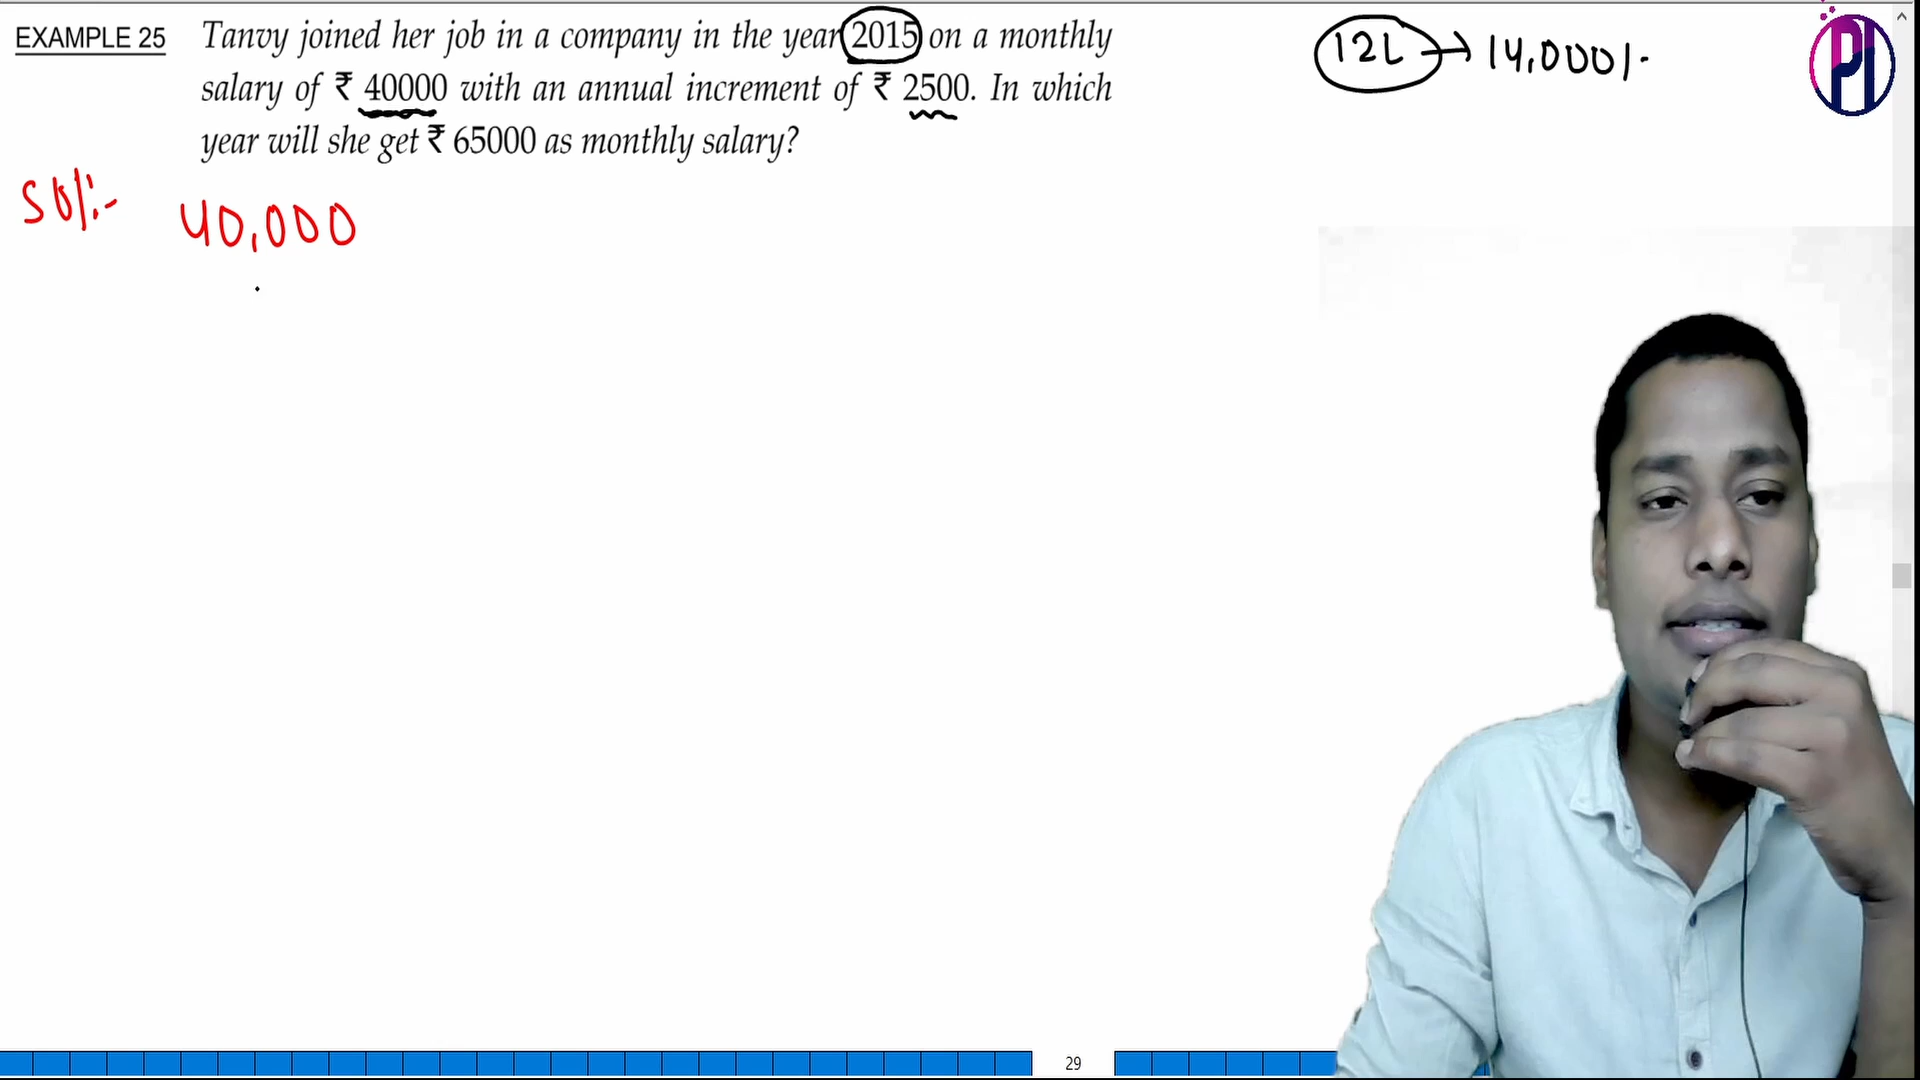 EXAMPLE 25 Tanvy joined her job in a company in the year 2015 on a monthly
salary of ₹ 40000 with an annual increment of ₹ 2500. In which
year will she get ₹ 65000 as monthly salary?
12L → 14,000/-
PI
Sol:-
40,000
29